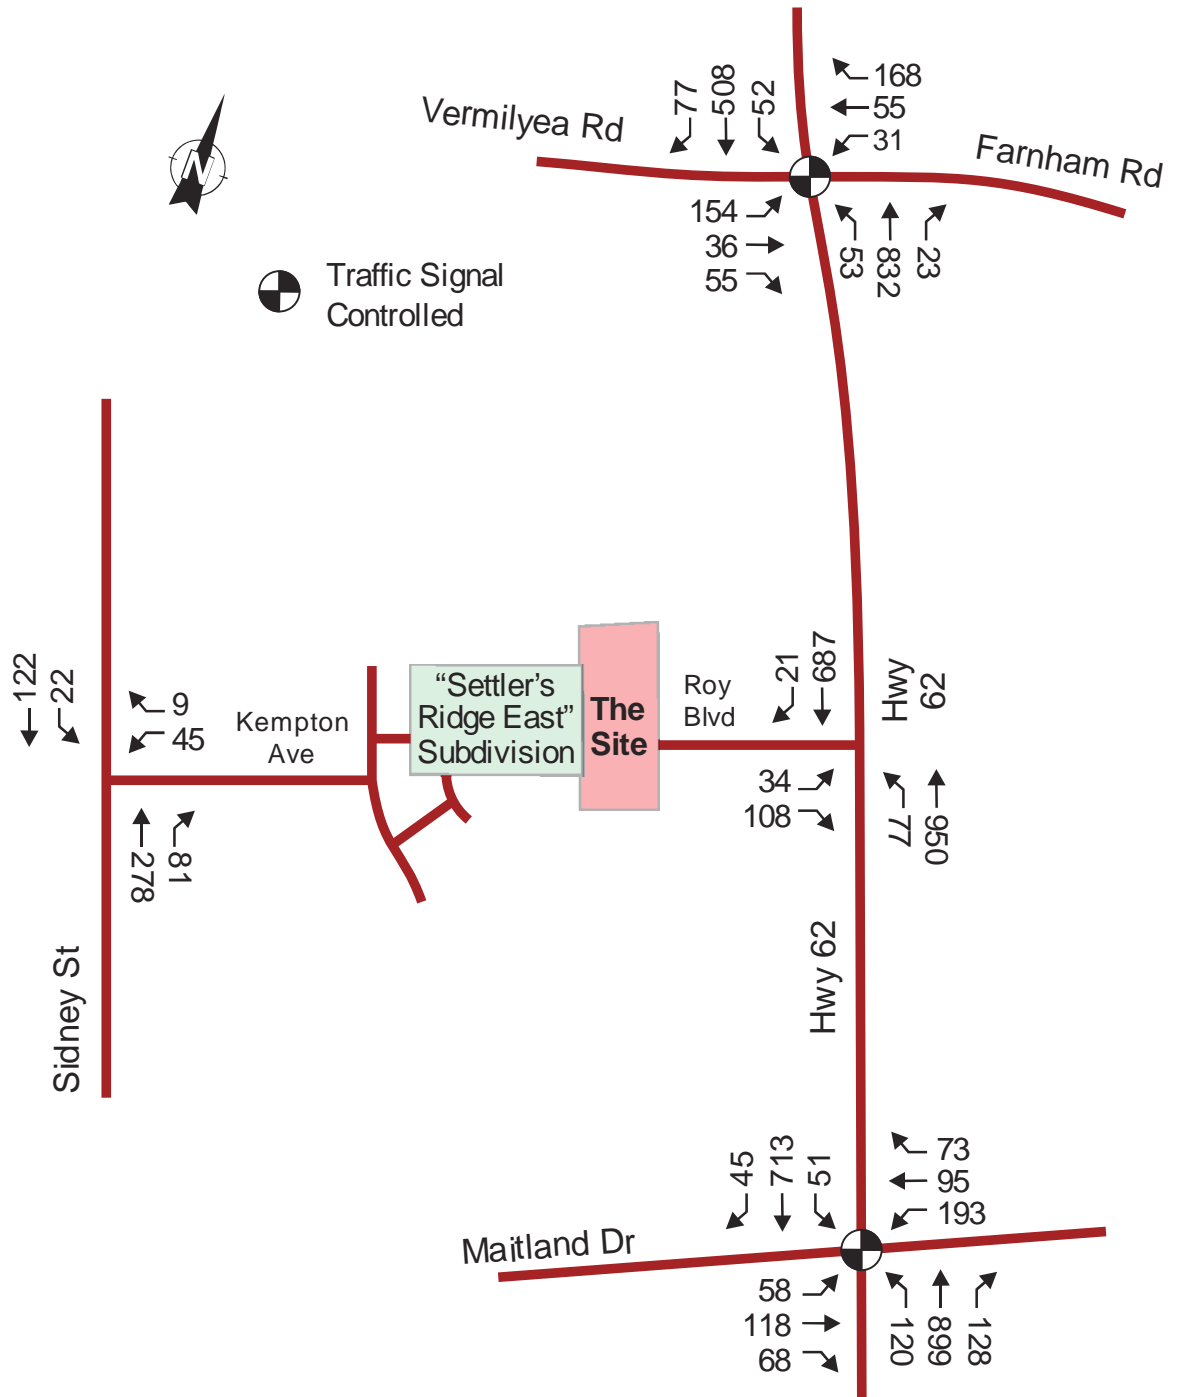 77
508
52
168
55
31
Vermilyea Rd
Farnham Rd
N
154
36
55
53
832
23
Traffic Signal
Controlled
122
22
9
45
Kempton
Ave
"Settler's
Ridge East"
Subdivision
The
Site
Roy
Blvd
21
687
Hwy
62
34
108
77
950
278
81
Sidney St
Hwy 62
45
713
51
73
95
193
Maitland Dr
58
118
68
120
899
128